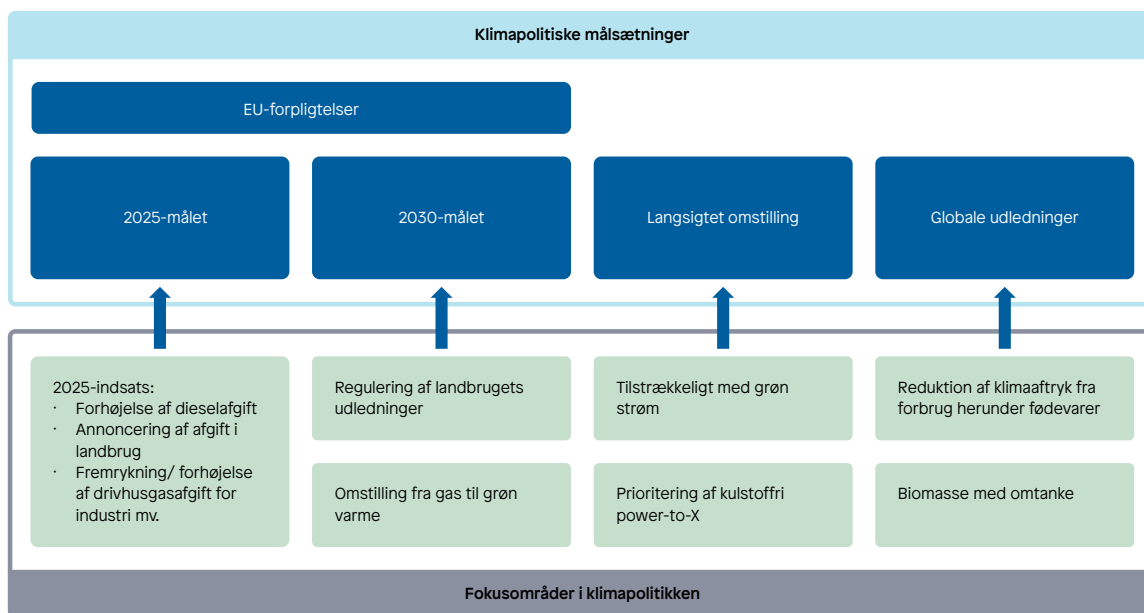 Klimapolitiske målsætninger
EU-forpligtelser
2025-målet
2030-målet
Langsigtet omstilling
Globale udledninger
2025-indsats:
· Forhøjelse af dieselafgift
· Annoncering af afgift i
landbrug
· Fremrykning/ forhøjelse
af drivhusgasafgift for
industri mv.
Regulering af landbrugets
udledninger
Omstilling fra gas til grøn
varme
Tilstrækkeligt med grøn
strøm
Prioritering af kulstoffri
power-to-X
Reduktion af klimaaftryk fra
forbrug herunder fødevarer
Biomasse med omtanke
Fokusområder i klimapolitikken